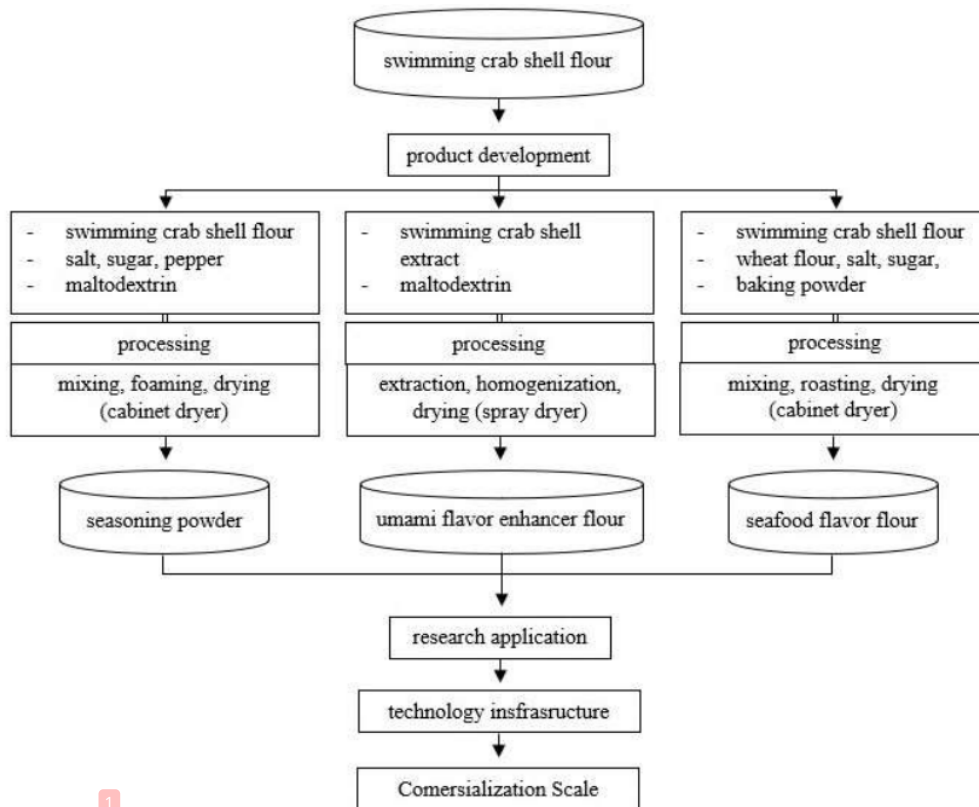 swimming crab shell flour
product development
- swimming crab shell flour
- salt, sugar, pepper
- maltodextrin
processing
mixing, foaming, drying
(cabinet dryer)
seasoning powder
- swimming crab shell
extract
- maltodextrin
processing
extraction, homogenization,
drying (spray dryer)
umami flavor enhancer flour
- swimming crab shell flour
- wheat flour, salt, sugar,
- baking powder
processing
mixing, roasting, drying
(cabinet dryer)
seafood flavor flour
research application
technology insfrasructure
Comersialization Scale
1